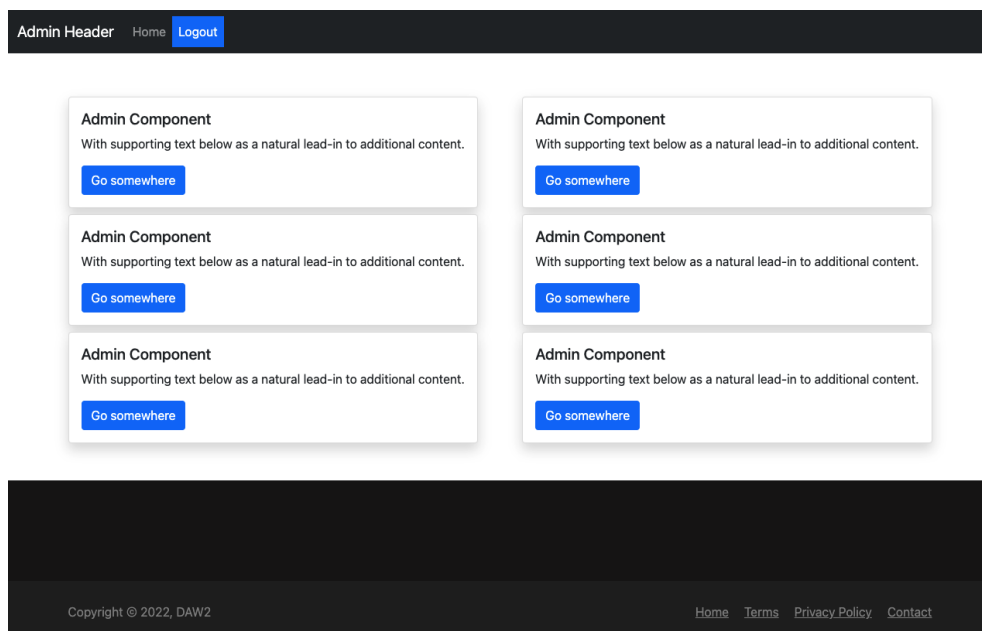 Admin Header Home Logout
Admin Component
With supporting text below as a natural lead-in to additional content.
Go somewhere
Admin Component
With supporting text below as a natural lead-in to additional content.
Go somewhere
Admin Component
With supporting text below as a natural lead-in to additional content.
Go somewhere
Admin Component
With supporting text below as a natural lead-in to additional content.
Go somewhere
Admin Component
With supporting text below as a natural lead-in to additional content.
Go somewhere
Admin Component
With supporting text below as a natural lead-in to additional content.
Go somewhere
Copyright © 2022, DAW2
Home Terms Privacy Policy Contact